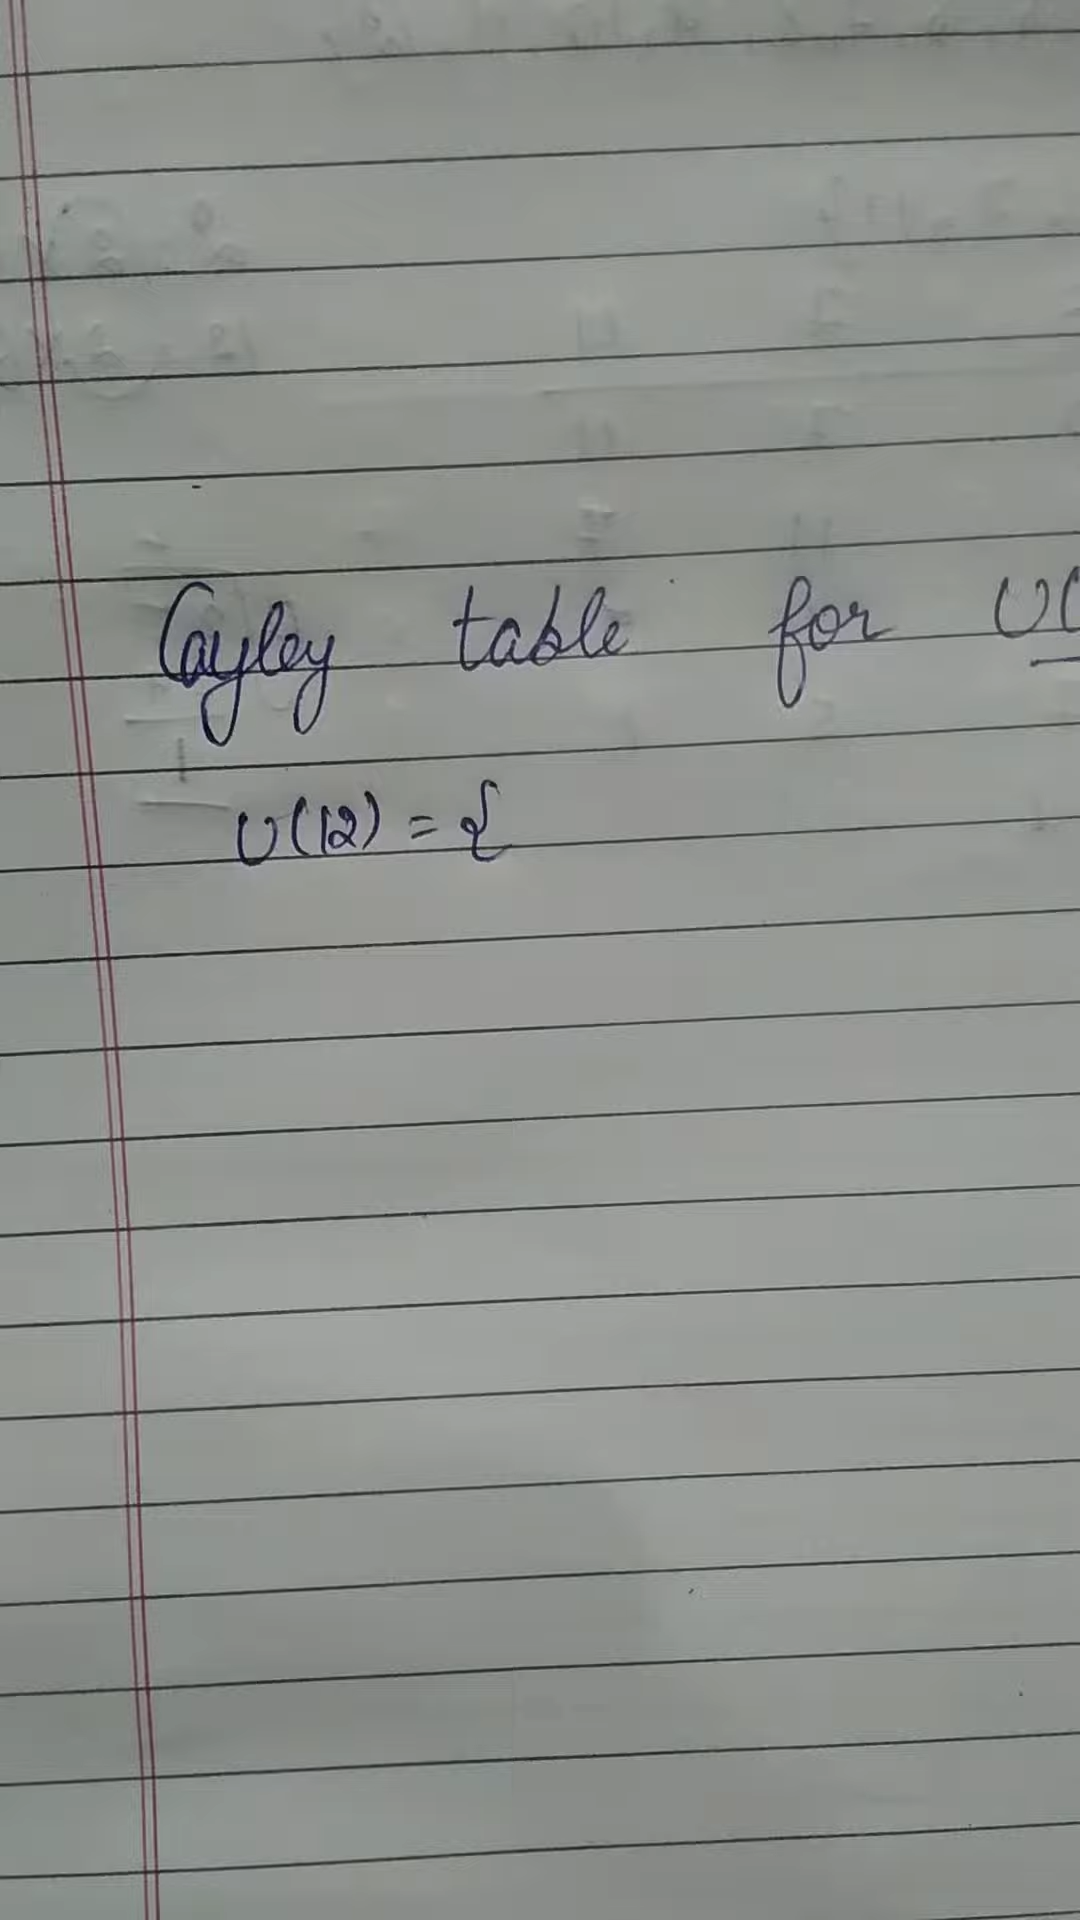 Cayley table for U(
U(12) = {